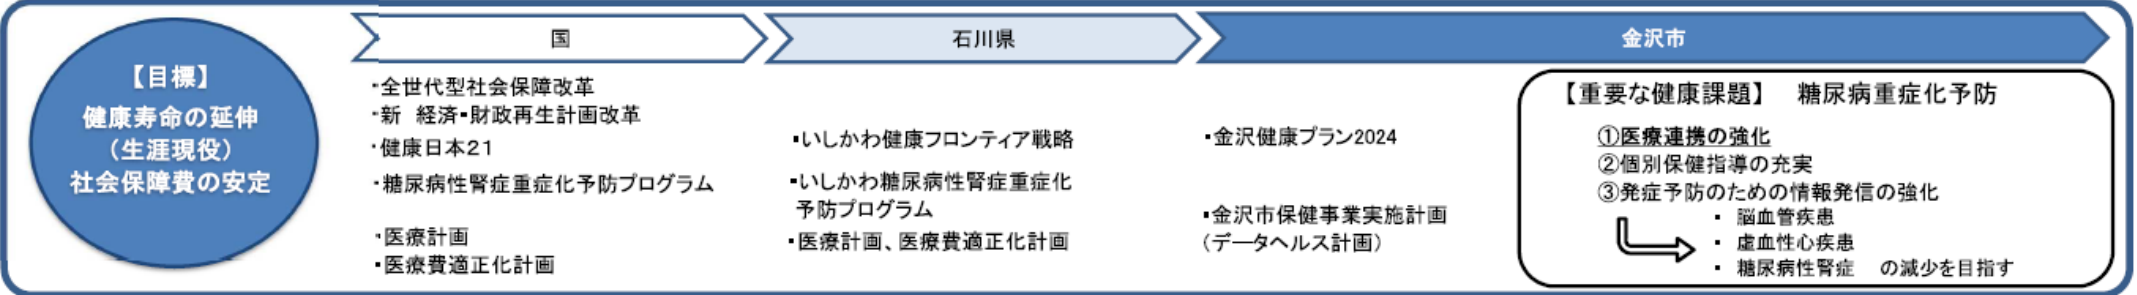 【目標】
健康寿命の延伸
（生涯現役）
社会保障費の安定
国
・全世代型社会保障改革
・新　経済・財政再生計画改革
・健康日本２１
・糖尿病性腎症重症化予防プログラム
・医療計画
・医療費適正化計画
石川県
・いしかわ健康フロンティア戦略
・いしかわ糖尿病性腎症重症化
予防プログラム
・医療計画、医療費適正化計画
金沢市
・金沢健康プラン2024
・金沢市保健事業実施計画
（データヘルス計画）
【重要な健康課題】　糖尿病重症化予防
①医療連携の強化
②個別保健指導の充実
③発症予防のための情報発信の強化
・ 脳血管疾患
・ 虚血性心疾患
・ 糖尿病性腎症　の減少を目指す